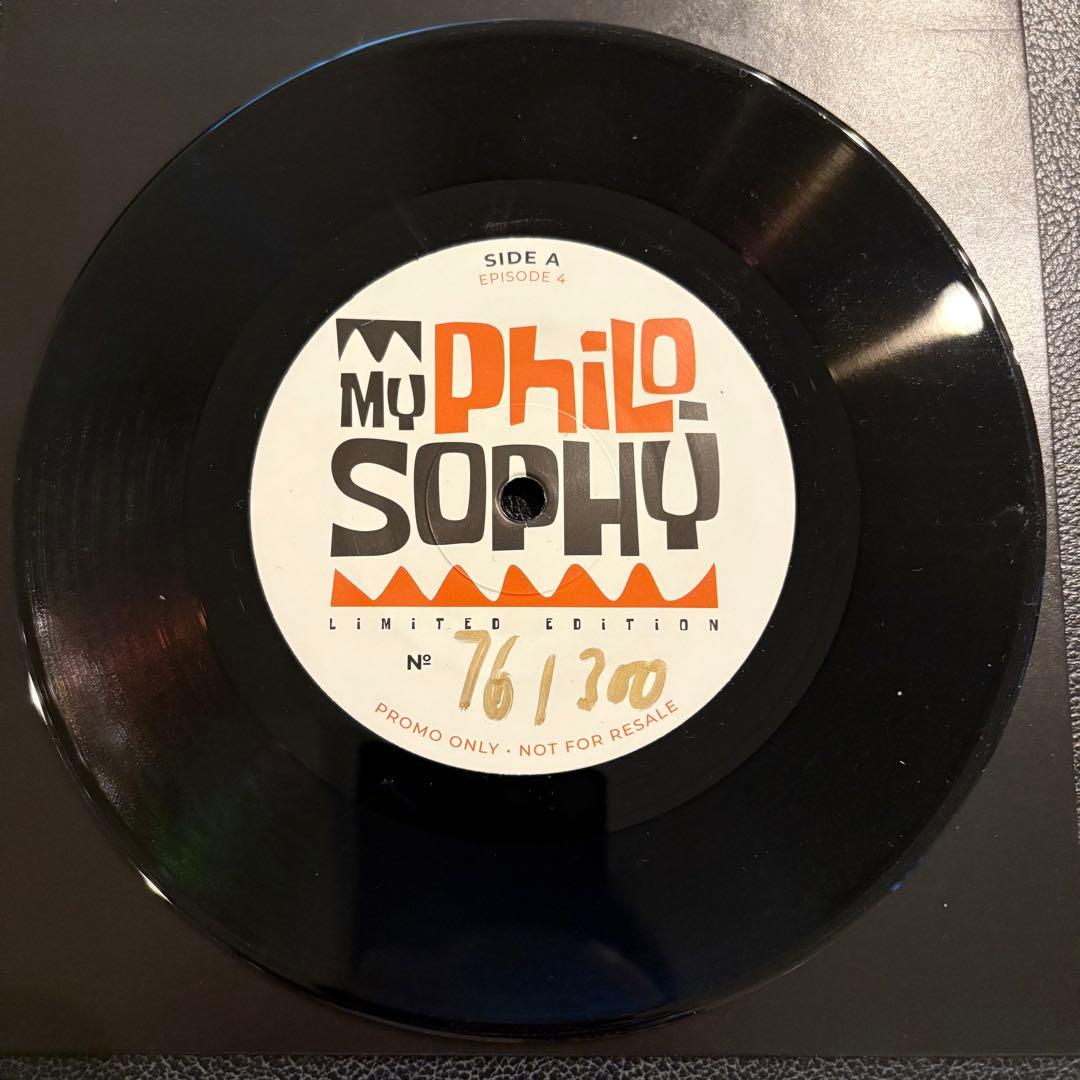 SIDE A
EPISODE 4
MY PHiLO-
SOPHY
LiMiTED EDiTiON
Nº 76/300
PROMO ONLY · NOT FOR RESALE